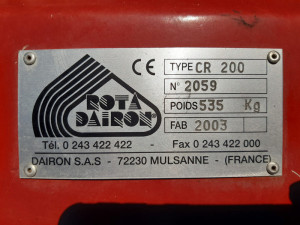 ROTA
DAIRON
CE
TYPE CR 200
N° 2059
POIDS 535 Kg
FAB 2003
Tél. 0 243 422 422 - Fax 0 243 422 000
DAIRON S.A.S - 72230 MULSANNE - (FRANCE)